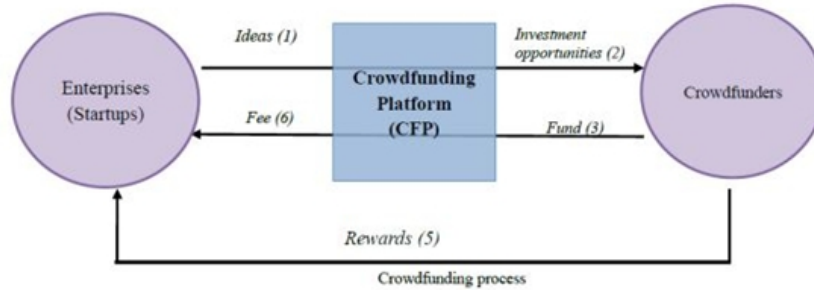 Ideas (1)
Investment
opportunities (2)
Enterprises
(Startups)
Crowdfunding
Platform
(CFP)
Crowdfunders
Fee (6)
Fund (3)
Rewards (5)
Crowdfunding process